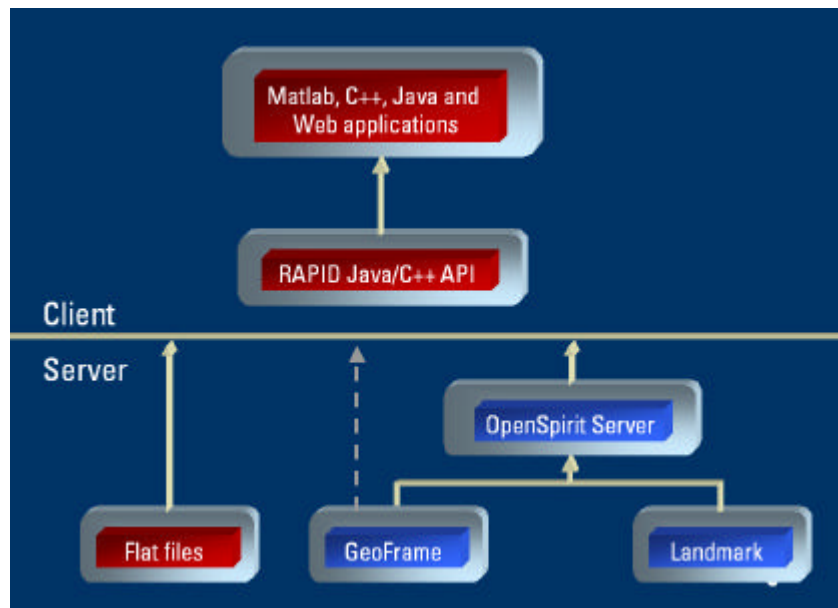 Matlab, C++, Java and
Web applications
RAPID Java/C++ API
Client
Server
OpenSpirit Server
Flat files
GeoFrame
Landmark